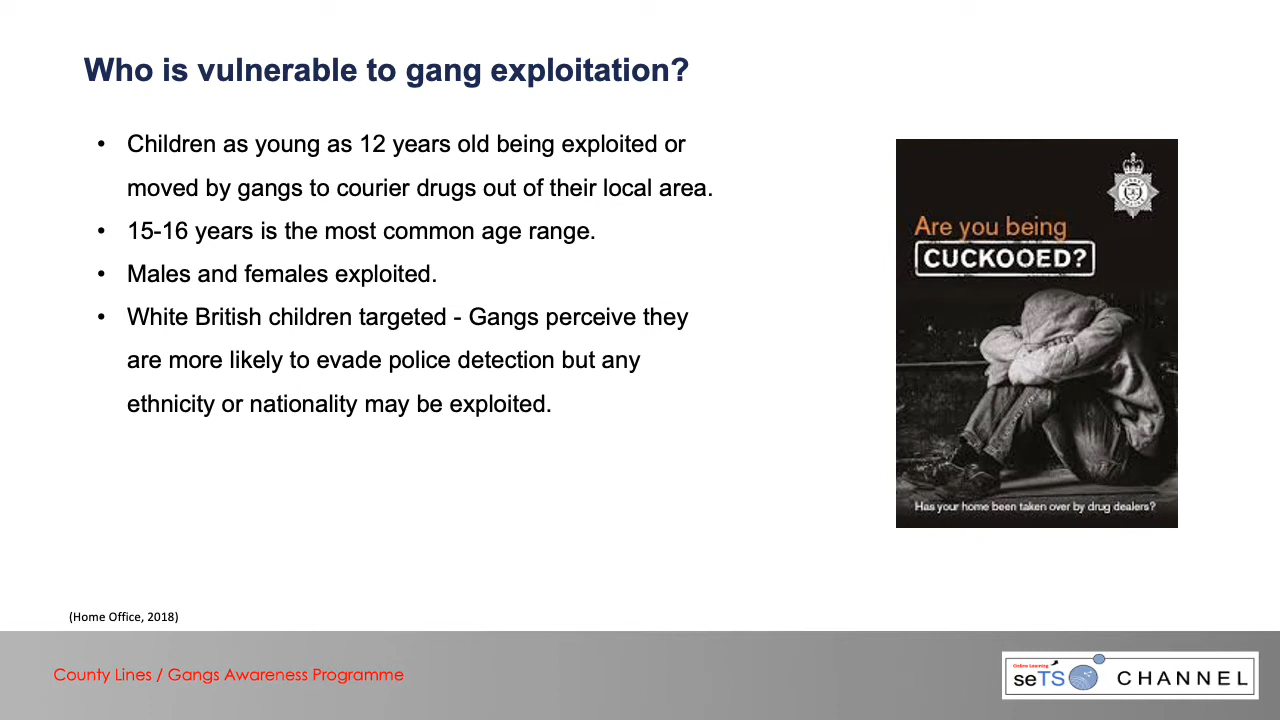 Who is vulnerable to gang exploitation?
• Children as young as 12 years old being exploited or
moved by gangs to courier drugs out of their local area.
• 15-16 years is the most common age range.
• Males and females exploited.
• White British children targeted - Gangs perceive they
are more likely to evade police detection but any
ethnicity or nationality may be exploited.
Are you being
CUCKOOED?
Has your home been taken over by drug dealers?
(Home Office, 2018)
County Lines / Gangs Awareness Programme
Online Learning
seTS CHANNEL